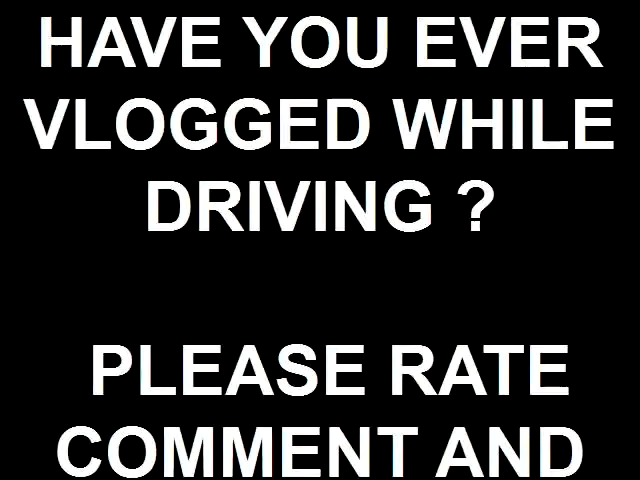 HAVE YOU EVER
VLOGGED WHILE
DRIVING ?
PLEASE RATE
COMMENT AND